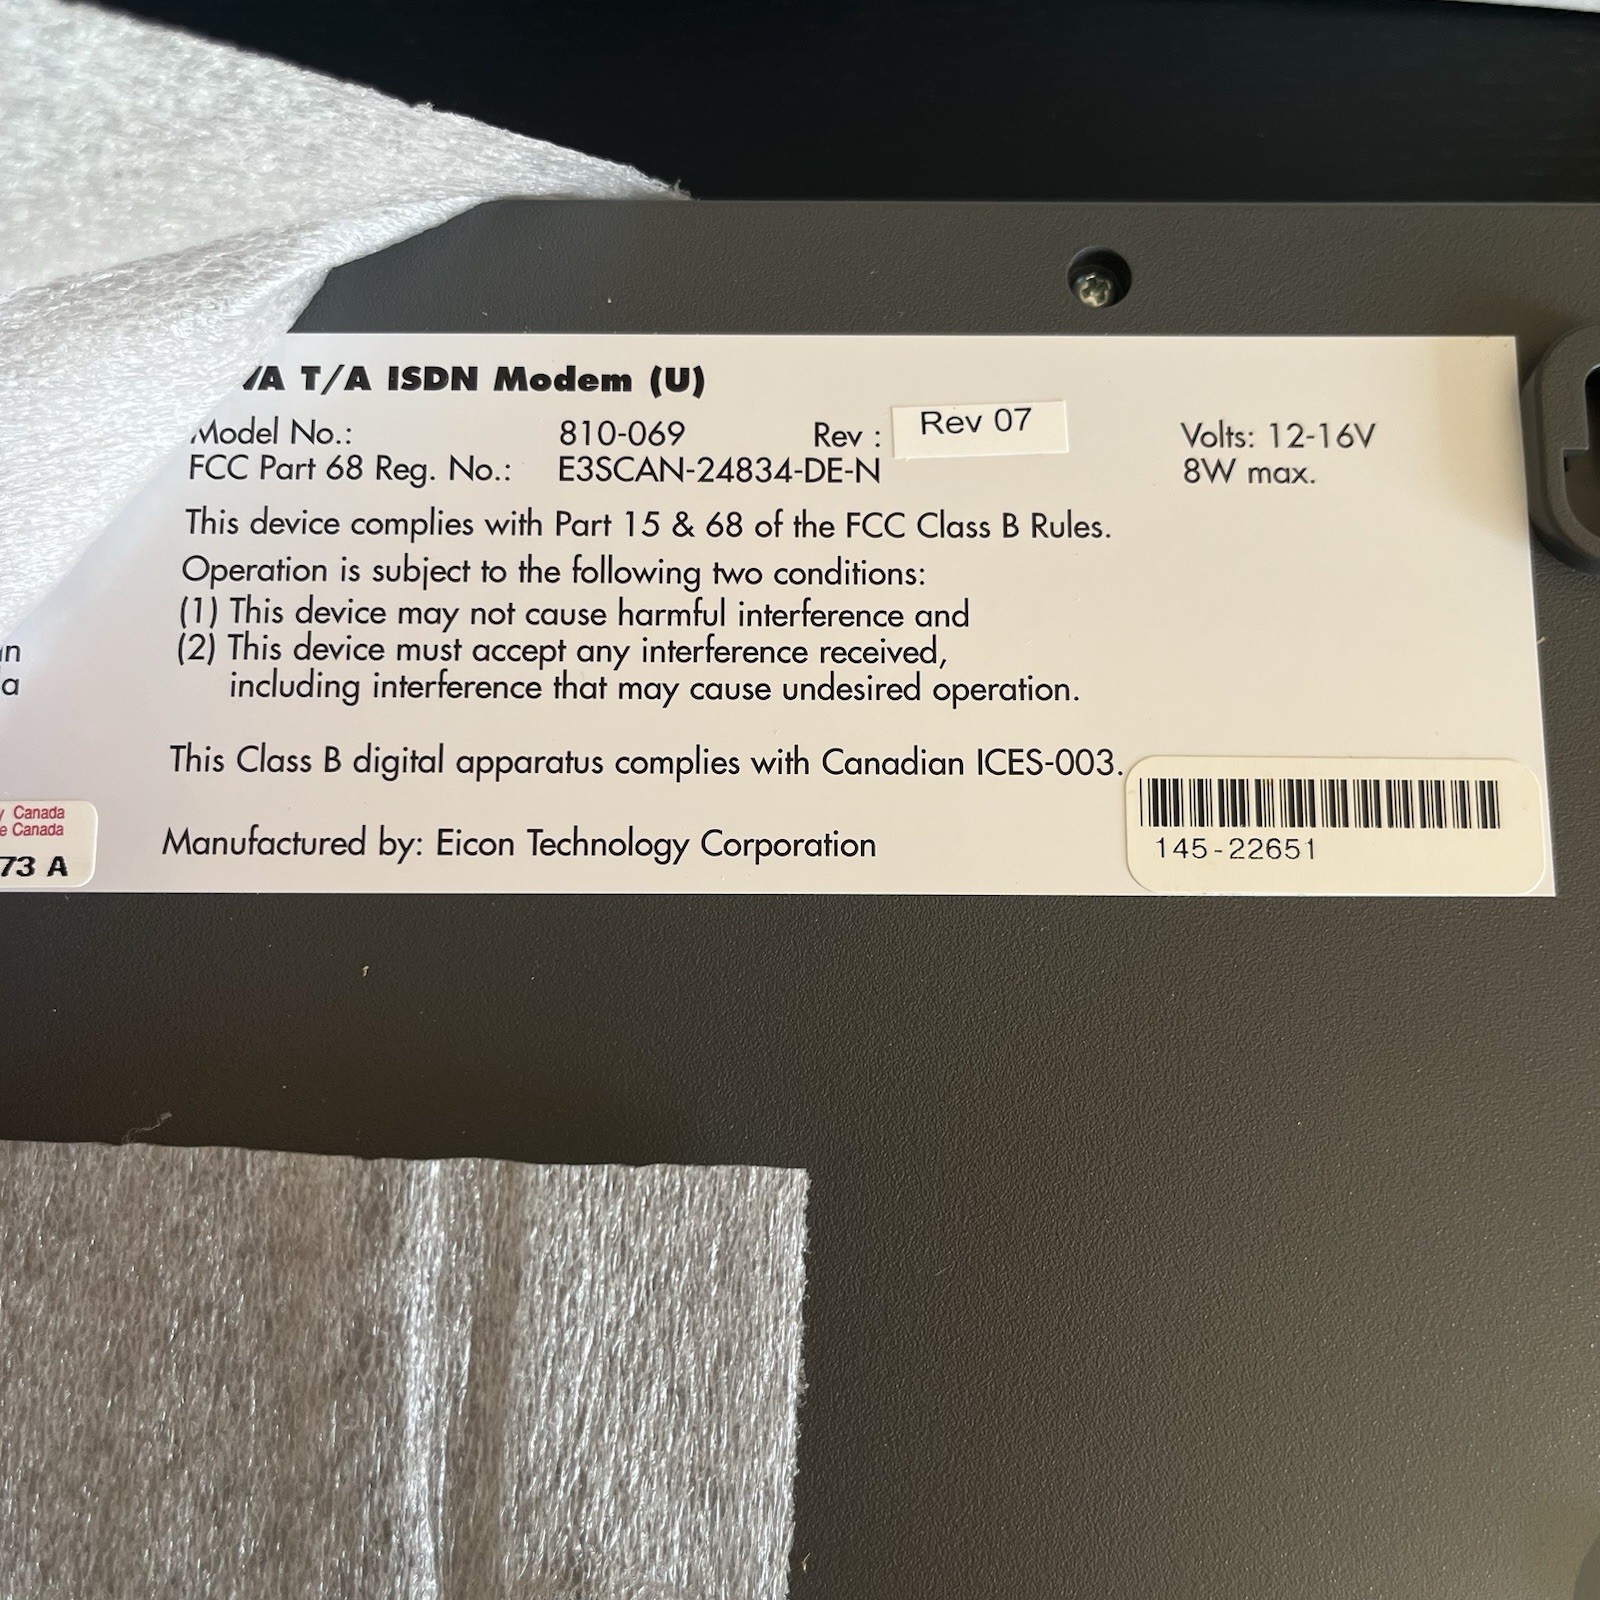 T/A ISDN Modem (U)
Model No.: 810-069 Rev : Rev 07 Volts: 12-16V
FCC Part 68 Reg. No.: E3SCAN-24834-DE-N 8W max.
This device complies with Part 15 & 68 of the FCC Class B Rules.
Operation is subject to the following two conditions:
(1) This device may not cause harmful interference and
(2) This device must accept any interference received,
including interference that may cause undesired operation.
This Class B digital apparatus complies with Canadian ICES-003.
Canada
Canada
73 A
Manufactured by: Eicon Technology Corporation
145-22651